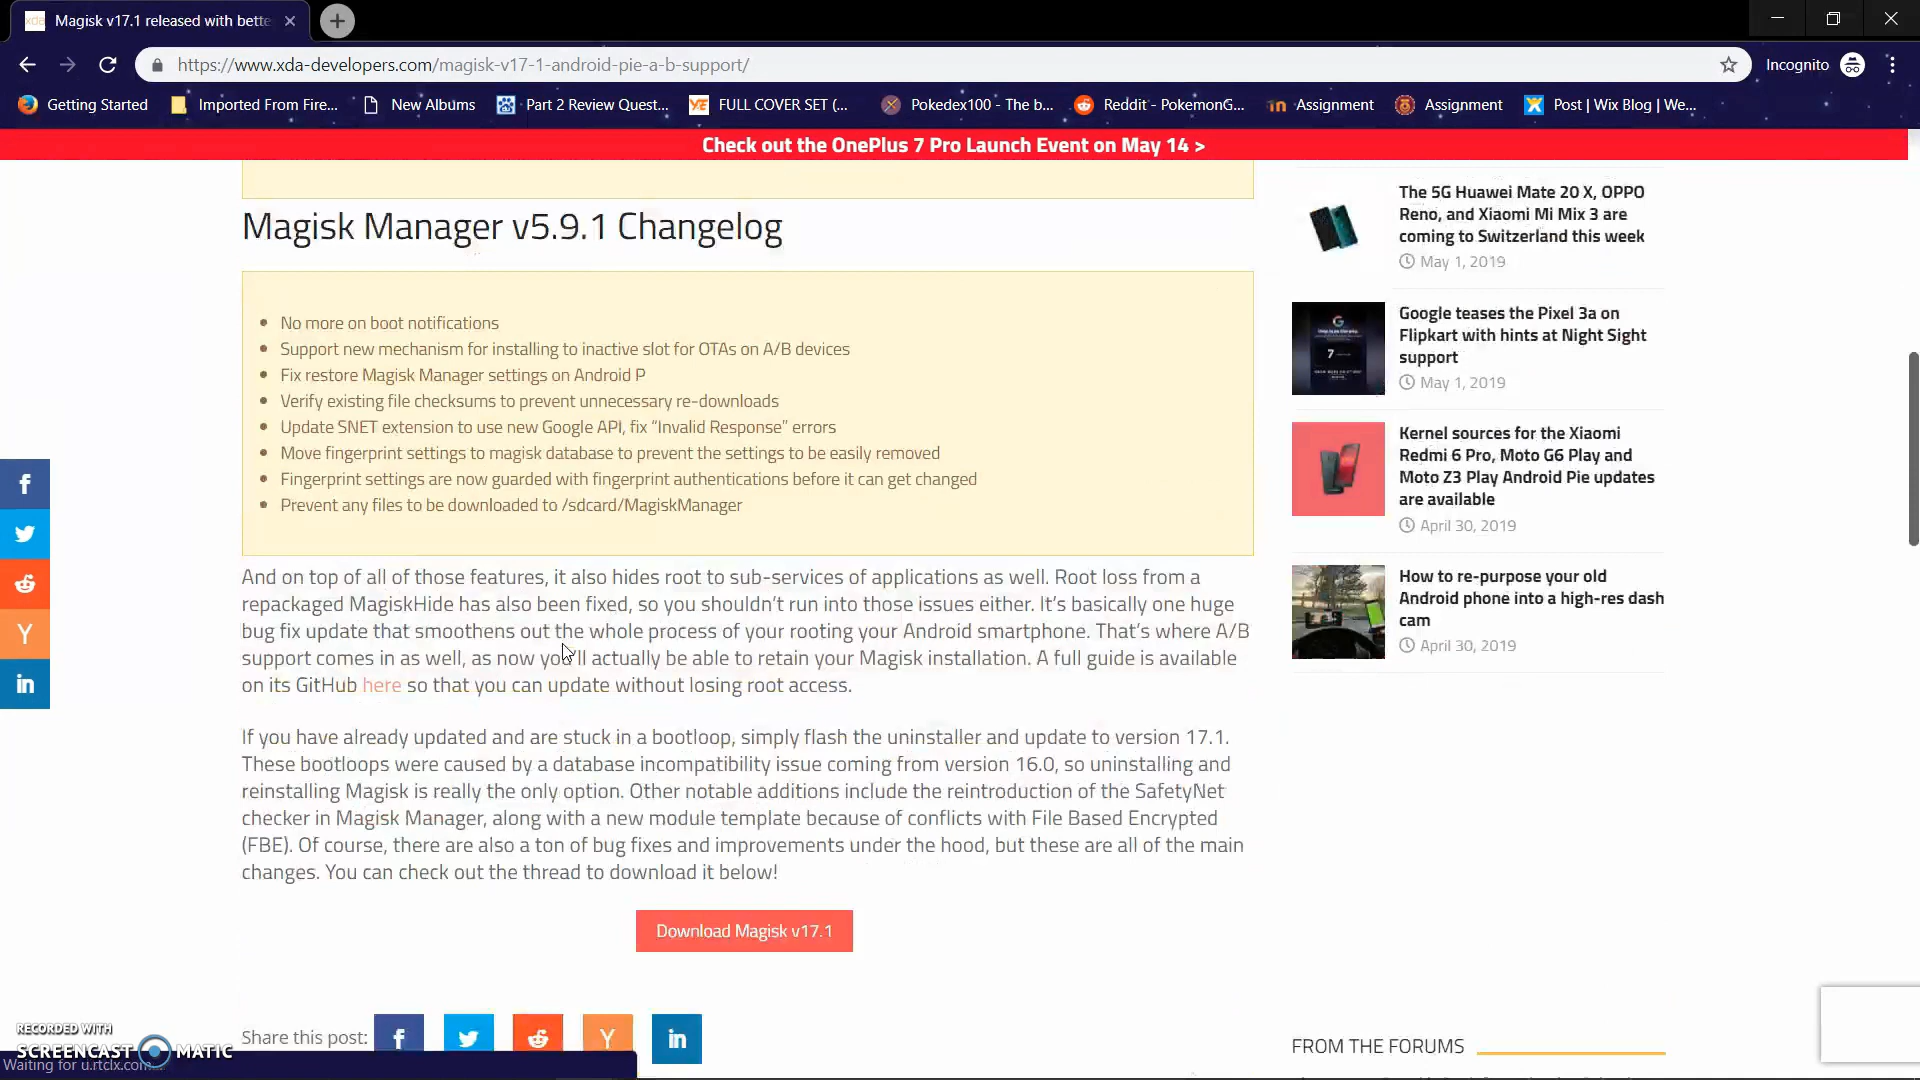 Magisk v17.1 released with bette
https://www.xda-developers.com/magisk-v17-1-android-pie-a-b-support/
Incognito
Getting Started
Imported From Fire...
New Albums
Part 2 Review Quest...
FULL COVER SET (...
Pokedex100 - The b...
Reddit - PokemonG...
Assignment
Assignment
Post | Wix Blog | We...
Check out the OnePlus 7 Pro Launch Event on May 14 >
Magisk Manager v5.9.1 Changelog
No more on boot notifications
Support new mechanism for installing to inactive slot for OTAs on A/B devices
Fix restore Magisk Manager settings on Android P
Verify existing file checksums to prevent unnecessary re-downloads
Update SNET extension to use new Google API, fix “Invalid Response” errors
Move fingerprint settings to magisk database to prevent the settings to be easily removed
Fingerprint settings are now guarded with fingerprint authentications before it can get changed
Prevent any files to be downloaded to /sdcard/MagiskManager
And on top of all of those features, it also hides root to sub-services of applications as well. Root loss from a
repackaged MagiskHide has also been fixed, so you shouldn’t run into those issues either. It’s basically one huge
bug fix update that smoothens out the whole process of your rooting your Android smartphone. That’s where A/B
support comes in as well, as now you’ll actually be able to retain your Magisk installation. A full guide is available
on its GitHub here so that you can update without losing root access.
If you have already updated and are stuck in a bootloop, simply flash the uninstaller and update to version 17.1.
These bootloops were caused by a database incompatibility issue coming from version 16.0, so uninstalling and
reinstalling Magisk is really the only option. Other notable additions include the reintroduction of the SafetyNet
checker in Magisk Manager, along with a new module template because of conflicts with File Based Encrypted
(FBE). Of course, there are also a ton of bug fixes and improvements under the hood, but these are all of the main
changes. You can check out the thread to download it below!
Download Magisk v17.1
Share this post:
The 5G Huawei Mate 20 X, OPPO
Reno, and Xiaomi Mi Mix 3 are
coming to Switzerland this week
May 1, 2019
Google teases the Pixel 3a on
Flipkart with hints at Night Sight
support
May 1, 2019
Kernel sources for the Xiaomi
Redmi 6 Pro, Moto G6 Play and
Moto Z3 Play Android Pie updates
are available
April 30, 2019
How to re-purpose your old
Android phone into a high-res dash
cam
April 30, 2019
FROM THE FORUMS
RECORDED WITH
SCREENCAST MATIC
Waiting for u.rtclx.com...